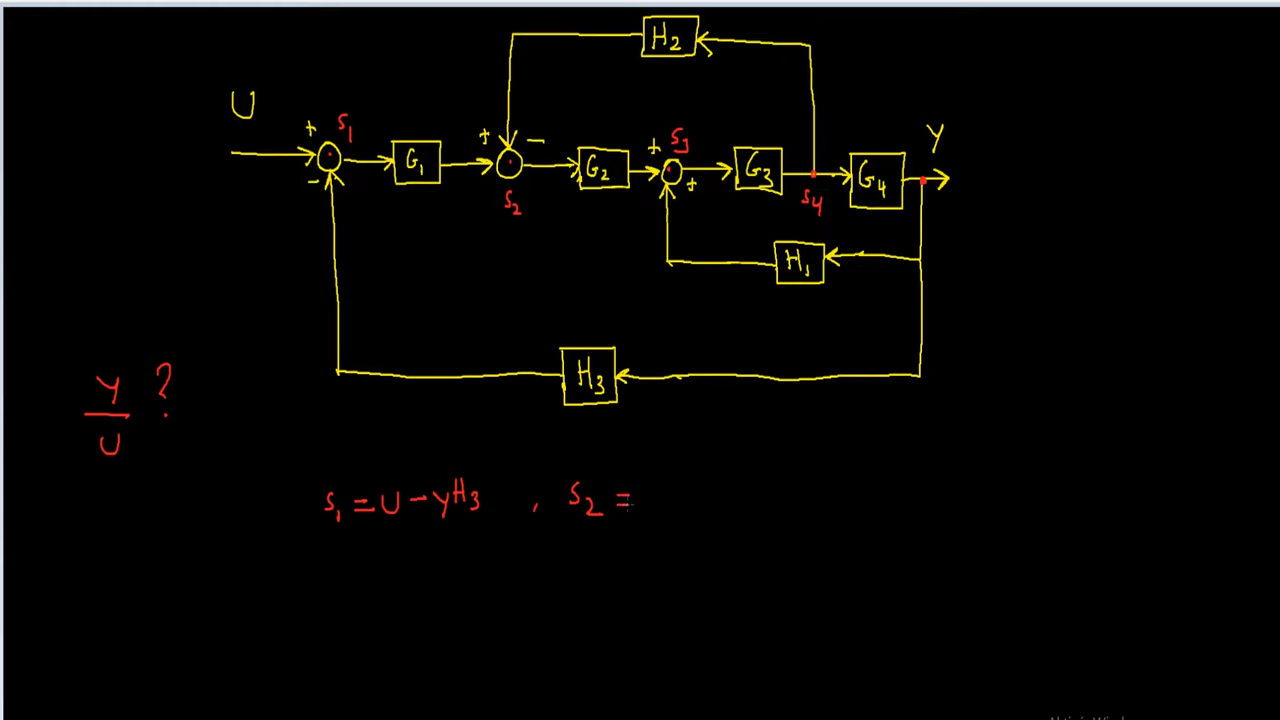 H2
U
+ S1 + - + S3 Y
G1 G2 G3 G4
- S2 + S4
H1
H3
Y/U ?
S1 = U - YH3 , S2 =